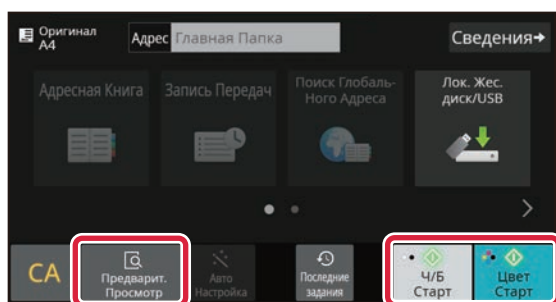 Оригинал
A4
Адрес Главная Папка
Сведения
Адресная Книга
Запись Передач
Поиск Глобаль-
Ного Адреса
Лок. Жес.
диск/USB
CA
Предварит.
Просмотр
Авто
Настройка
Последние
задания
Ч/Б
Старт
Цвет
Старт